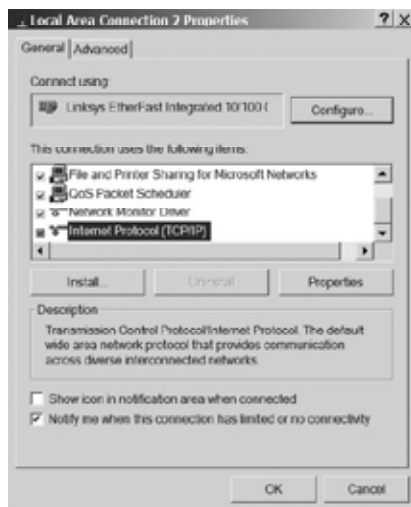 Local Area Connection 2 Properties
General
Advanced
Connect using:
Linksys EtherFast Integrated 10/100 (
Configure...
This connection uses the following items:
File and Printer Sharing for Microsoft Networks
QoS Packet Scheduler
Network Monitor Driver
Internet Protocol (TCP/IP)
Install...
Uninstall
Properties
Description
Transmission Control Protocol/Internet Protocol. The default
wide area network protocol that provides communication
across diverse interconnected networks.
Show icon in notification area when connected
Notify me when this connection has limited or no connectivity
OK
Cancel